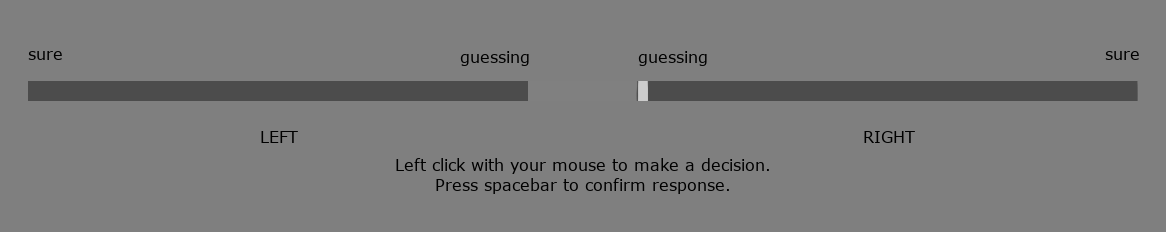 sure guessing guessing sure
LEFT RIGHT
Left click with your mouse to make a decision.
Press spacebar to confirm response.